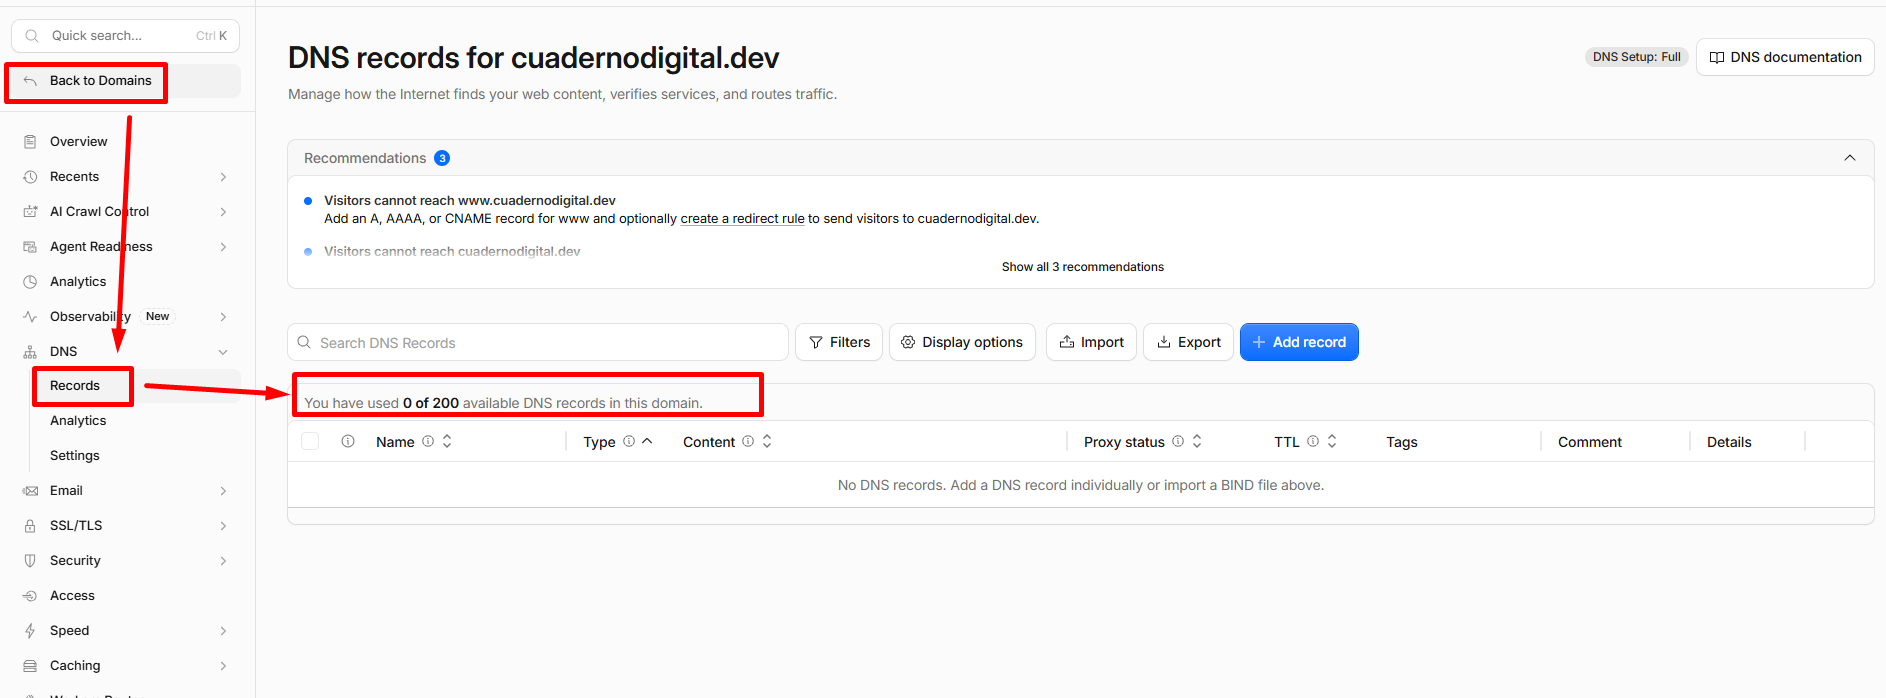 Quick search... Ctrl K
Back to Domains
Overview
Recents
AI Crawl Control
Agent Readiness
Analytics
Observability New
DNS
Records
Analytics
Settings
Email
SSL/TLS
Security
Access
Speed
Caching
DNS records for cuadernodigital.dev
DNS Setup: Full
DNS documentation
Manage how the Internet finds your web content, verifies services, and routes traffic.
Recommendations 3
Visitors cannot reach www.cuadernodigital.dev
Add an A, AAAA, or CNAME record for www and optionally create a redirect rule to send visitors to cuadernodigital.dev.
Visitors cannot reach cuadernodigital.dev
Show all 3 recommendations
Search DNS Records
Filters
Display options
Import
Export
Add record
You have used 0 of 200 available DNS records in this domain.
Name Type Content Proxy status TTL Tags Comment Details
No DNS records. Add a DNS record individually or import a BIND file above.